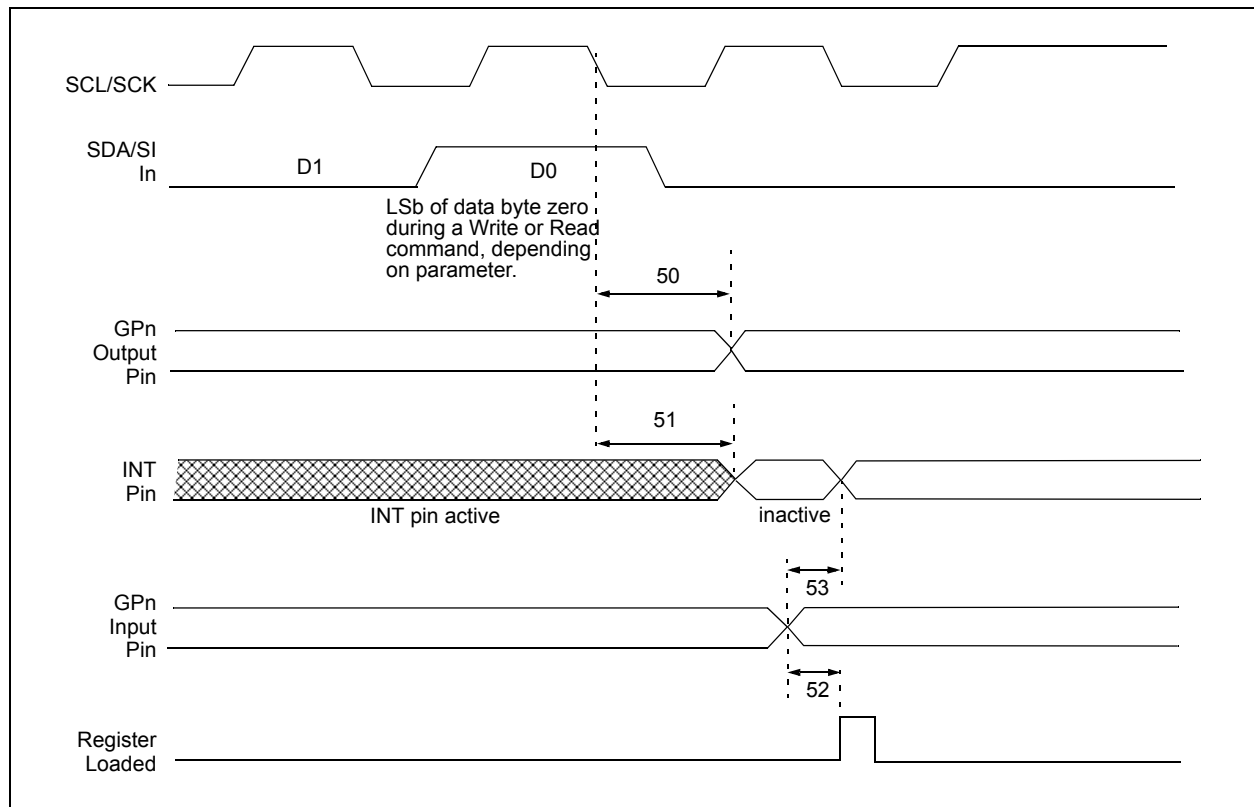 SCL/SCK
SDA/SI
In
D1
D0
LSb of data byte zero
during a Write or Read
command, depending
on parameter.
50
GPn
Output
Pin
51
INT
Pin
INT pin active
inactive
53
GPn
Input
Pin
52
Register
Loaded